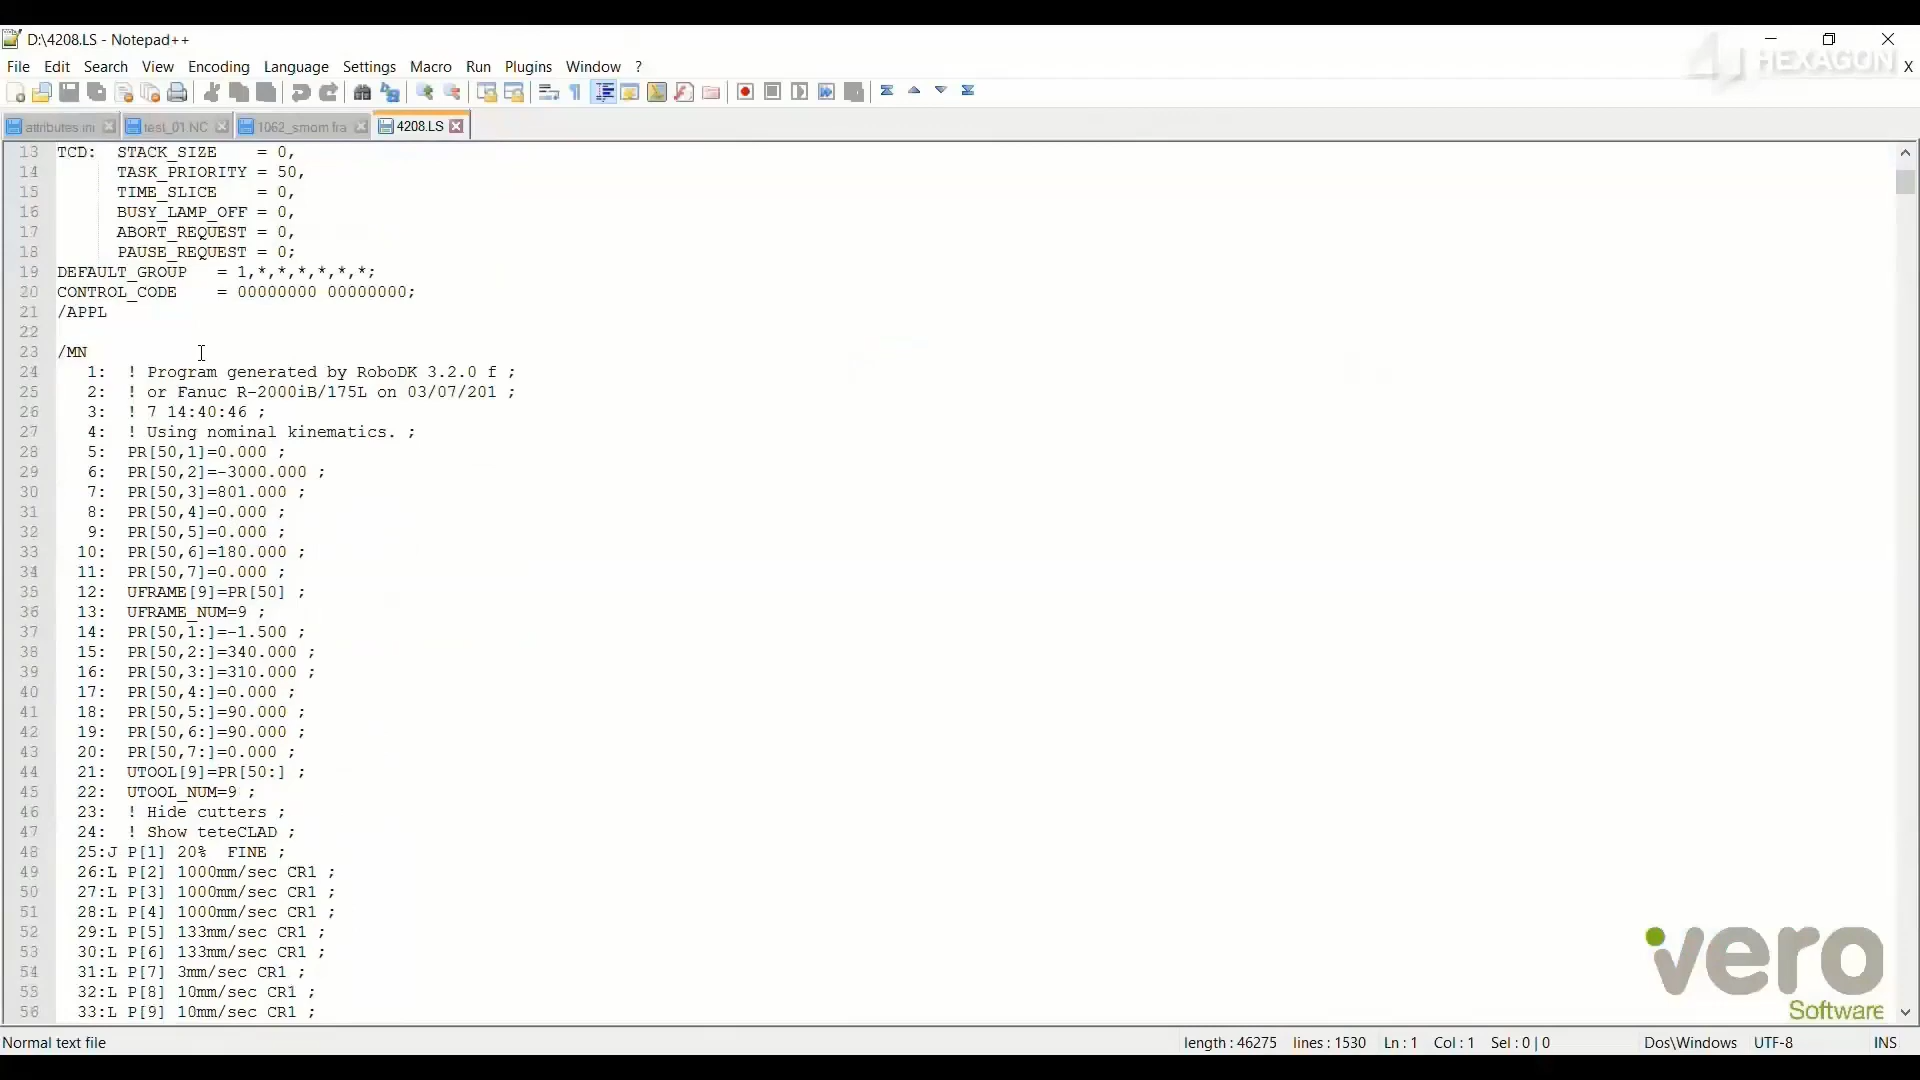 D:\4208.LS - Notepad++
HEXAGON
File Edit Search View Encoding Language Settings Macro Run Plugins Window ? X
attributes ini test_01 NC 1062_smom fra 4208.LS
13 TCD:  STACK_SIZE    = 0,
14       TASK_PRIORITY = 50,
15       TIME_SLICE    = 0,
16       BUSY_LAMP_OFF = 0,
17       ABORT_REQUEST = 0,
18       PAUSE_REQUEST = 0;
19 DEFAULT_GROUP   = 1,*,*,*,*,*,*;
20 CONTROL_CODE    = 00000000 00000000;
21 /APPL
22
23 /MN
24    1:  ! Program generated by RoboDK 3.2.0 f ;
25    2:  ! or Fanuc R-2000iB/175L on 03/07/201 ;
26    3:  ! 7 14:40:46 ;
27    4:  ! Using nominal kinematics. ;
28    5:  PR[50,1]=0.000 ;
29    6:  PR[50,2]=-3000.000 ;
30    7:  PR[50,3]=801.000 ;
31    8:  PR[50,4]=0.000 ;
32    9:  PR[50,5]=0.000 ;
33   10:  PR[50,6]=180.000 ;
34   11:  PR[50,7]=0.000 ;
35   12:  UFRAME[9]=PR[50] ;
36   13:  UFRAME_NUM=9 ;
37   14:  PR[50,1:]=-1.500 ;
38   15:  PR[50,2:]=340.000 ;
39   16:  PR[50,3:]=310.000 ;
40   17:  PR[50,4:]=0.000 ;
41   18:  PR[50,5:]=90.000 ;
42   19:  PR[50,6:]=90.000 ;
43   20:  PR[50,7:]=0.000 ;
44   21:  UTOOL[9]=PR[50:] ;
45   22:  UTOOL_NUM=9 ;
46   23:  ! Hide cutters ;
47   24:  ! Show teteCLAD ;
48   25:J P[1] 20%  FINE ;
49   26:L P[2] 1000mm/sec CR1 ;
50   27:L P[3] 1000mm/sec CR1 ;
51   28:L P[4] 1000mm/sec CR1 ;
52   29:L P[5] 133mm/sec CR1 ;
53   30:L P[6] 133mm/sec CR1 ;
54   31:L P[7] 3mm/sec CR1 ;
55   32:L P[8] 10mm/sec CR1 ;
56   33:L P[9] 10mm/sec CR1 ;
vero
Software
Normal text file length : 46275 lines : 1530 Ln : 1 Col : 1 Sel : 0 | 0 Dos\Windows UTF-8 INS